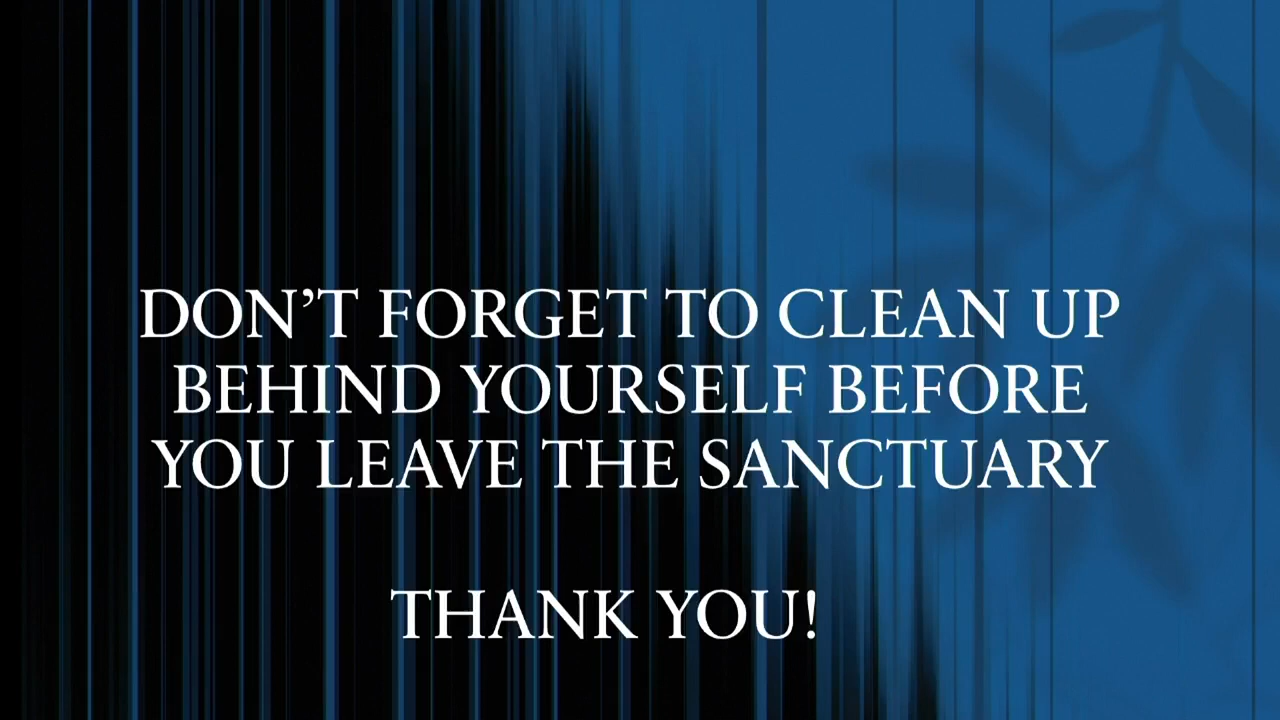 DON’T FORGET TO CLEAN UP
BEHIND YOURSELF BEFORE
YOU LEAVE THE SANCTUARY
THANK YOU!